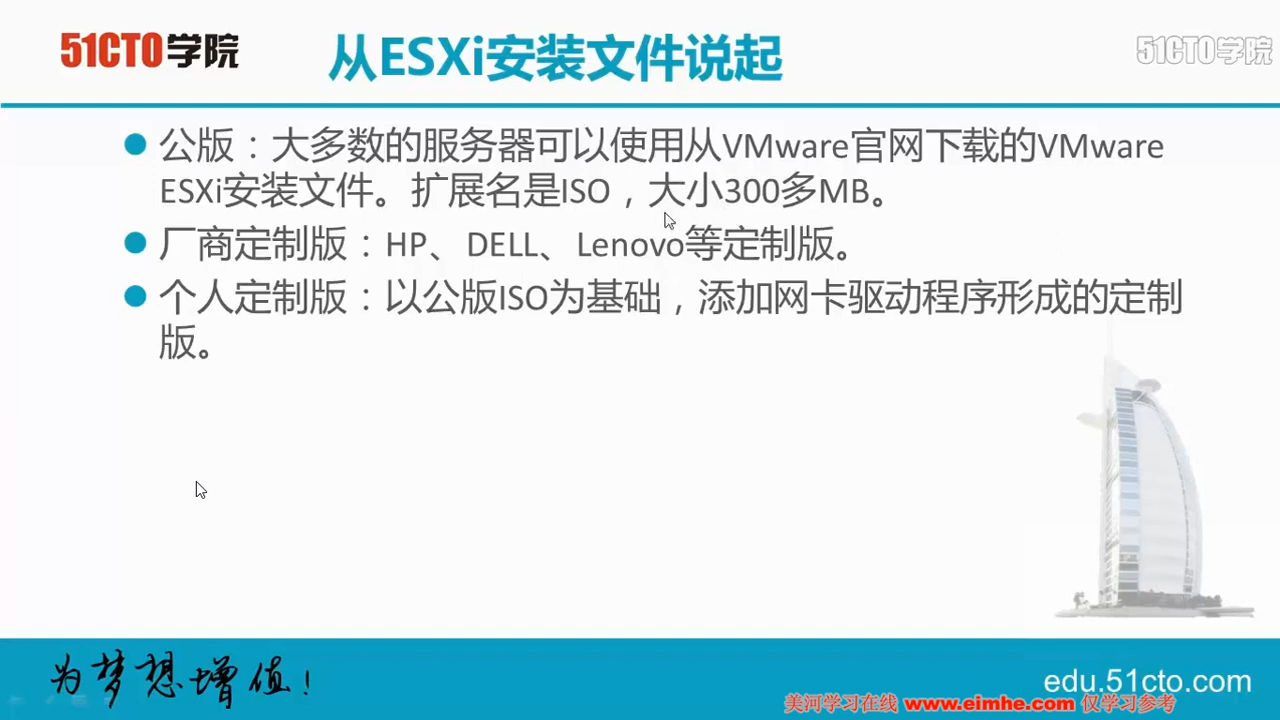 51CTO学院
从ESXi安装文件说起
51CTO学院
公版：大多数的服务器可以使用从VMware官网下载的VMware
ESXi安装文件。扩展名是ISO，大小300多MB。
厂商定制版：HP、DELL、Lenovo等定制版。
个人定制版：以公版ISO为基础，添加网卡驱动程序形成的定制
版。
为梦想增值！
edu.51cto.com
美河学习在线 www.eimhe.com 仅学习参考